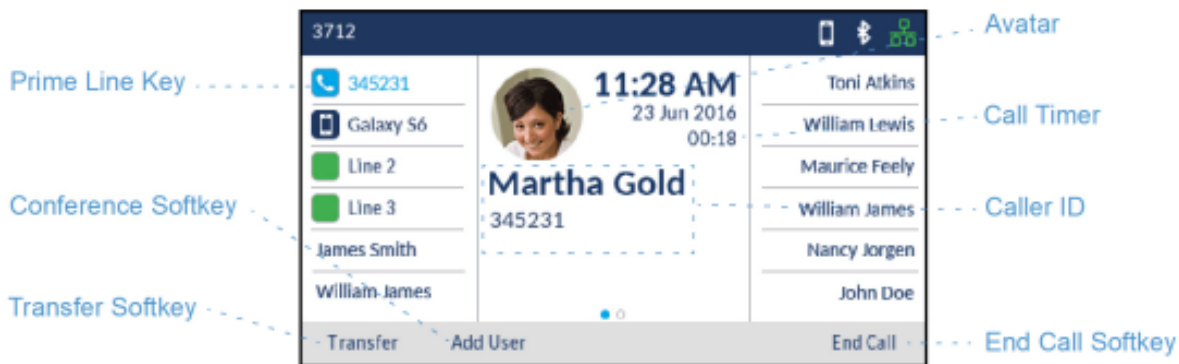 3712
Avatar
Prime Line Key
345231
11:28 AM
Toni Atkins
23 Jun 2016
Galaxy S6
00:18
William Lewis
Call Timer
Line 2
Maurice Feely
Martha Gold
Conference Softkey
Line 3
345231
William James
Caller ID
James Smith
Nancy Jorgen
William James
John Doe
Transfer Softkey
Transfer
Add User
End Call
End Call Softkey